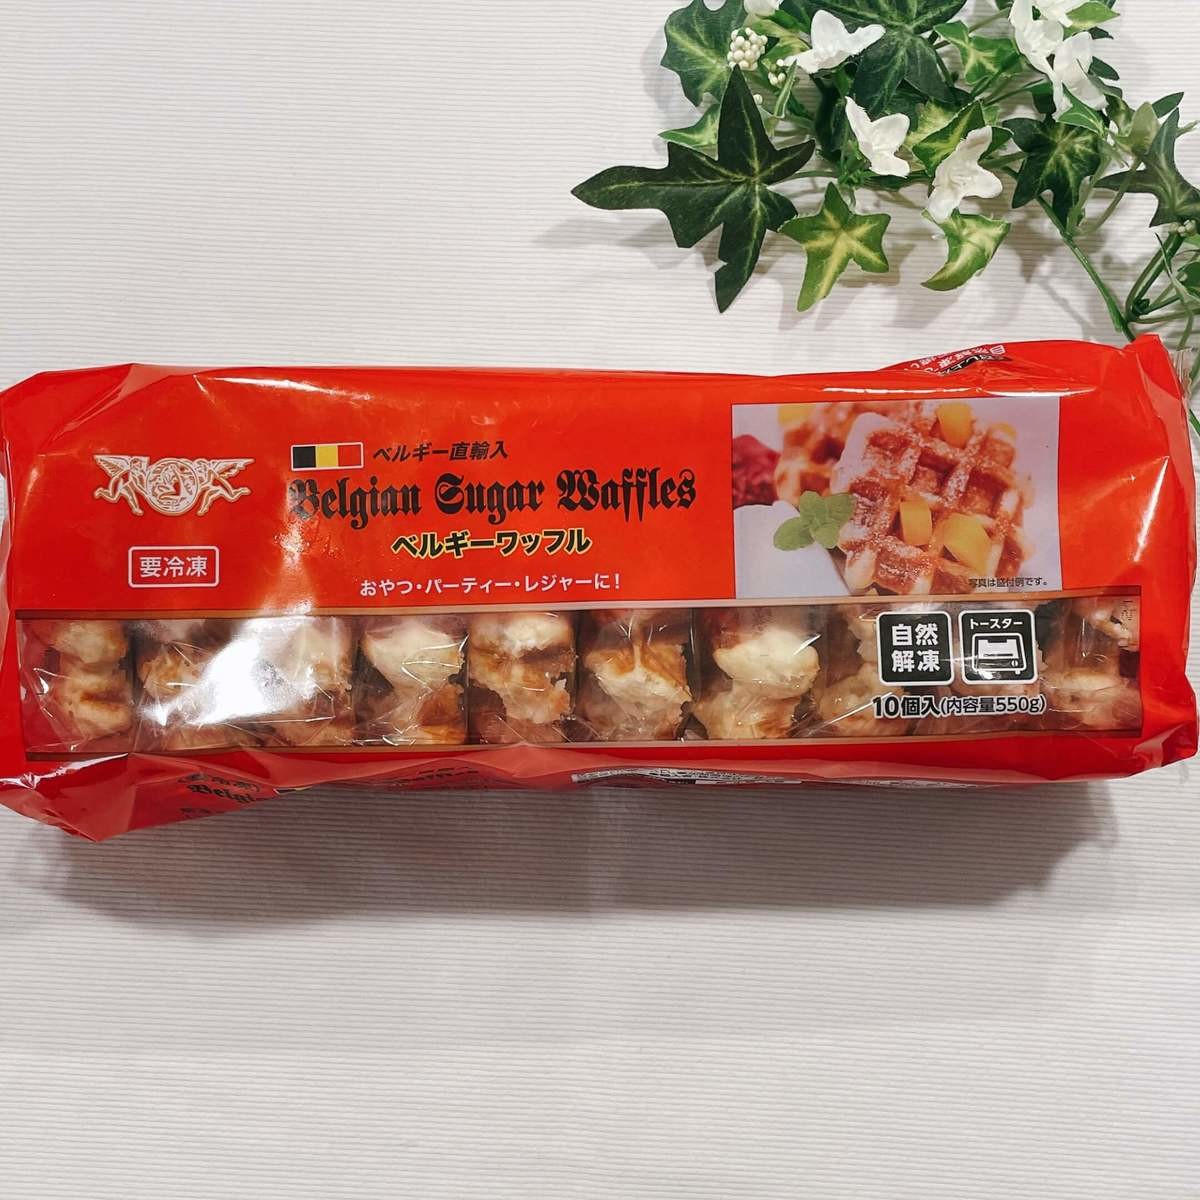 ベルギー直輸入
Belgian Sugar Waffles
ベルギーワッフル
要冷凍
おやつ・パーティー・レジャーに!
写真は盛付例です。
自然
解凍
トースター
10個入(内容量550g)